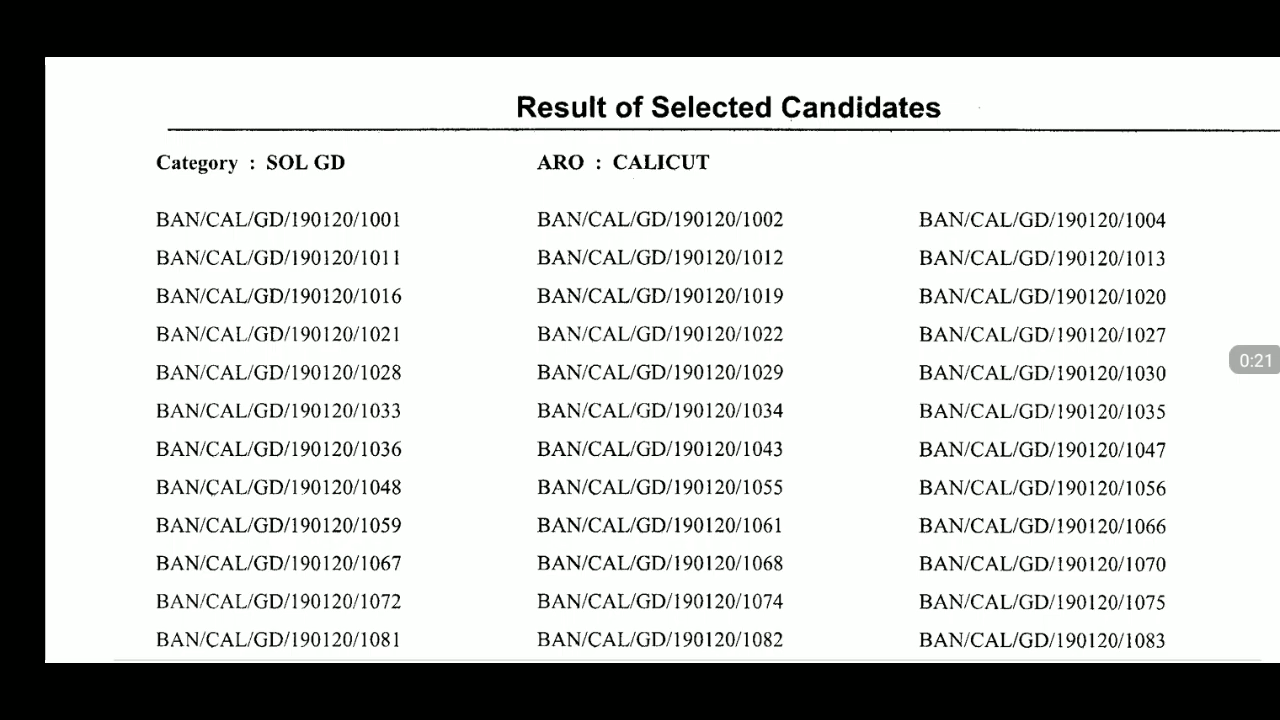 Result of Selected Candidates
Category : SOL GD ARO : CALICUT
BAN/CAL/GD/190120/1001 BAN/CAL/GD/190120/1002 BAN/CAL/GD/190120/1004
BAN/CAL/GD/190120/1011 BAN/CAL/GD/190120/1012 BAN/CAL/GD/190120/1013
BAN/CAL/GD/190120/1016 BAN/CAL/GD/190120/1019 BAN/CAL/GD/190120/1020
BAN/CAL/GD/190120/1021 BAN/CAL/GD/190120/1022 BAN/CAL/GD/190120/1027
0:21
BAN/CAL/GD/190120/1028 BAN/CAL/GD/190120/1029 BAN/CAL/GD/190120/1030
BAN/CAL/GD/190120/1033 BAN/CAL/GD/190120/1034 BAN/CAL/GD/190120/1035
BAN/CAL/GD/190120/1036 BAN/CAL/GD/190120/1043 BAN/CAL/GD/190120/1047
BAN/CAL/GD/190120/1048 BAN/CAL/GD/190120/1055 BAN/CAL/GD/190120/1056
BAN/CAL/GD/190120/1059 BAN/CAL/GD/190120/1061 BAN/CAL/GD/190120/1066
BAN/CAL/GD/190120/1067 BAN/CAL/GD/190120/1068 BAN/CAL/GD/190120/1070
BAN/CAL/GD/190120/1072 BAN/CAL/GD/190120/1074 BAN/CAL/GD/190120/1075
BAN/CAL/GD/190120/1081 BAN/CAL/GD/190120/1082 BAN/CAL/GD/190120/1083